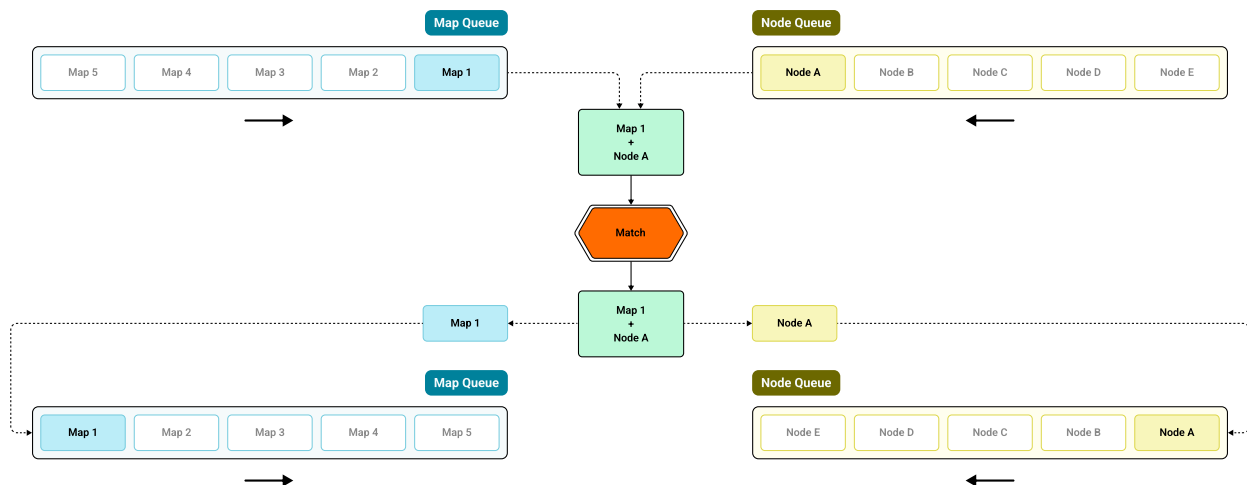 Map Queue
Node Queue
Map 5 Map 4 Map 3 Map 2 Map 1
Node A Node B Node C Node D Node E
Map 1
+
Node A
Match
Map 1
Map 1
+
Node A
Node A
Map Queue
Node Queue
Map 1 Map 2 Map 3 Map 4 Map 5
Node E Node D Node C Node B Node A